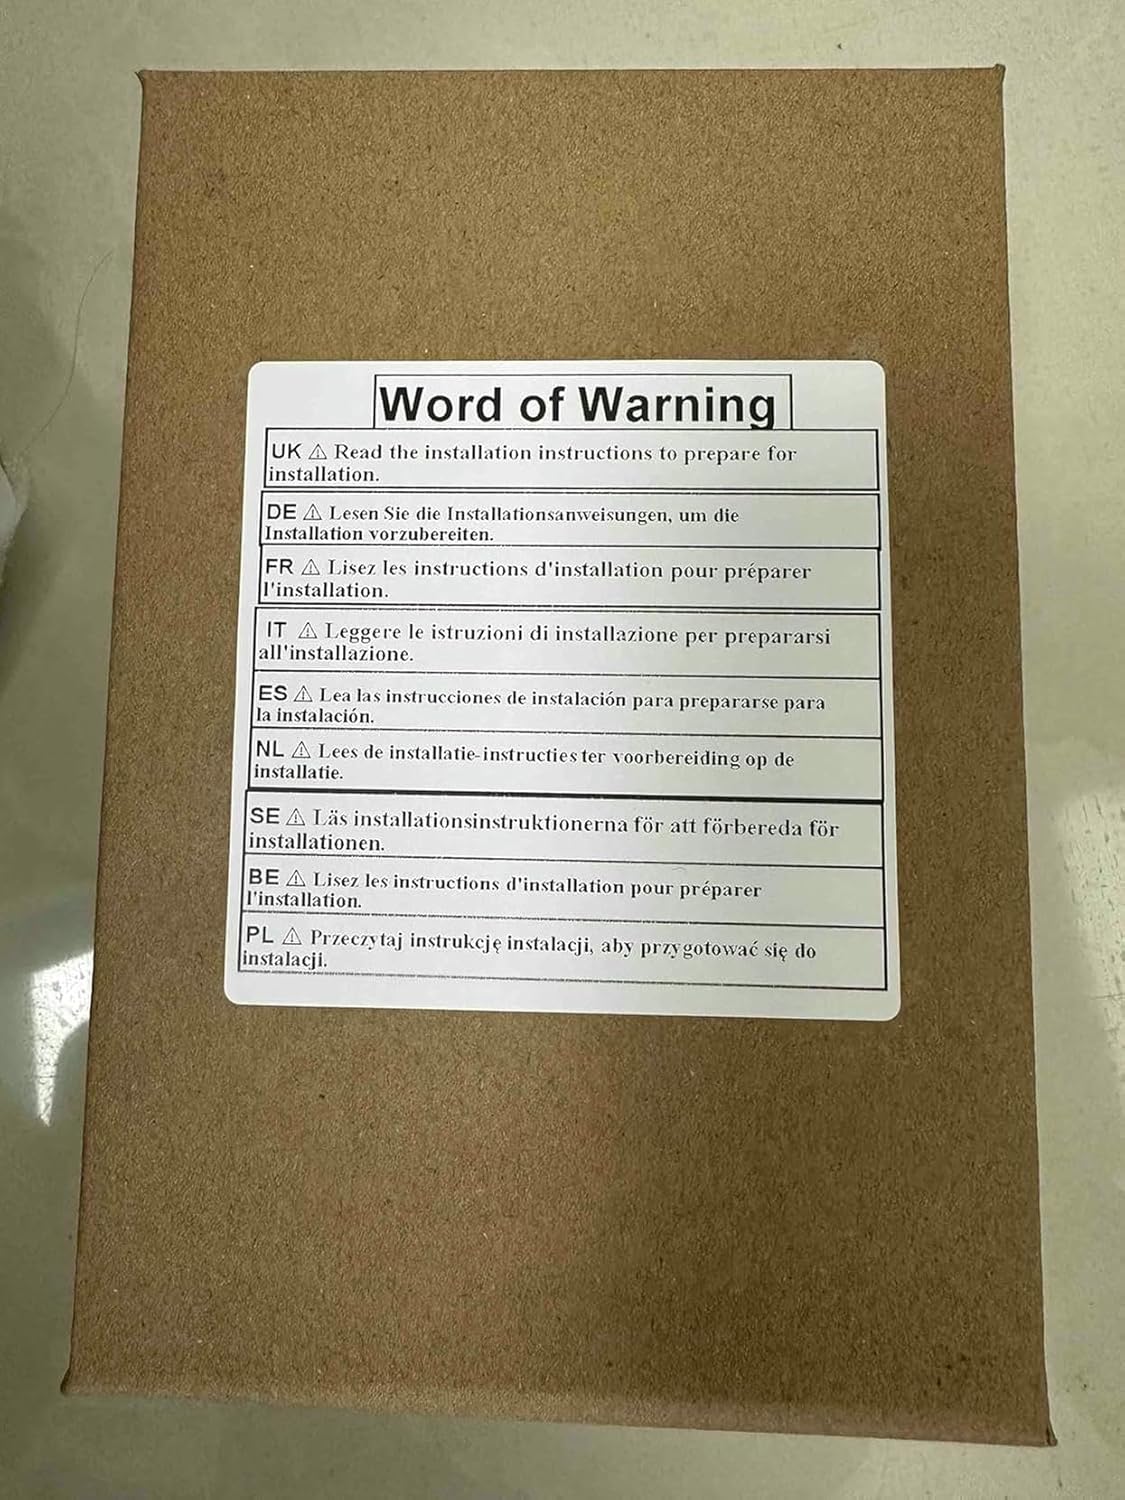 Word of Warning
UK ⚠ Read the installation instructions to prepare for
installation.
DE ⚠ Lesen Sie die Installationsanweisungen, um die
Installation vorzubereiten.
FR ⚠ Lisez les instructions d'installation pour préparer
l'installation.
IT ⚠ Leggere le istruzioni di installazione per prepararsi
all'installazione.
ES ⚠ Lea las instrucciones de instalación para prepararse para
la instalación.
NL ⚠ Lees de installatie-instructies ter voorbereiding op de
installatie.
SE ⚠ Läs installationsinstruktionerna för att förbereda för
installationen.
BE ⚠ Lisez les instructions d'installation pour préparer
l'installation.
PL ⚠ Przeczytaj instrukcję instalacji, aby przygotować się do
instalacji.